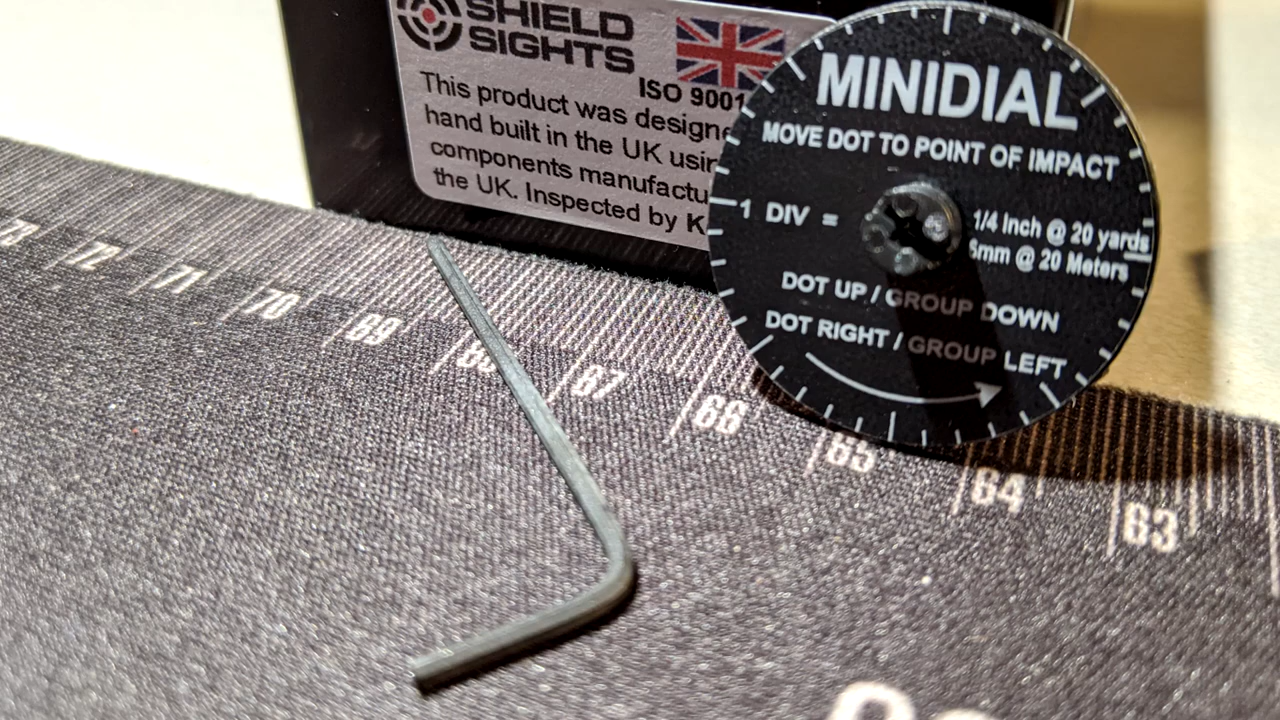 SHIELD
SIGHTS
ISO 9001
This product was designe
hand built in the UK usin
components manufactu
the UK. Inspected by K
MINIDIAL
MOVE DOT TO POINT OF IMPACT
1 DIV = 1/4 Inch @ 20 yards
5mm @ 20 Meters
DOT UP / GROUP DOWN
DOT RIGHT / GROUP LEFT
73 72 71 70 69 68 67 66 65 64 63